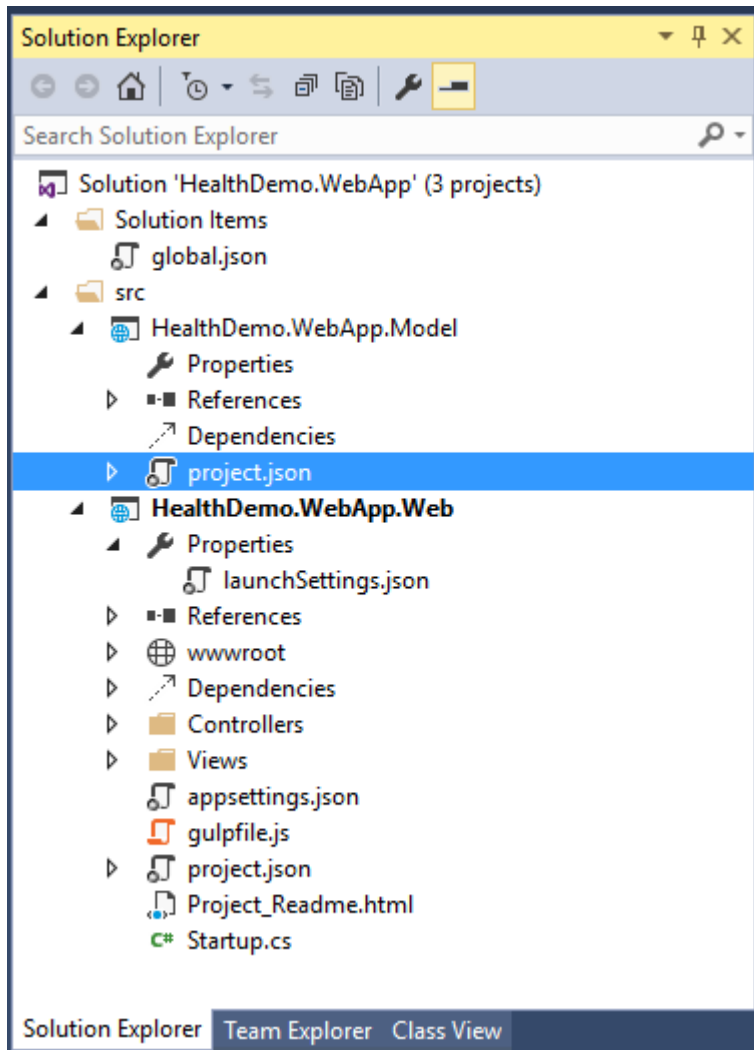 Solution Explorer
Search Solution Explorer
Solution 'HealthDemo.WebApp' (3 projects)
Solution Items
global.json
src
HealthDemo.WebApp.Model
Properties
References
Dependencies
project.json
HealthDemo.WebApp.Web
Properties
launchSettings.json
References
wwwroot
Dependencies
Controllers
Views
appsettings.json
gulpfile.js
project.json
Project_Readme.html
C# Startup.cs
Solution Explorer Team Explorer Class View